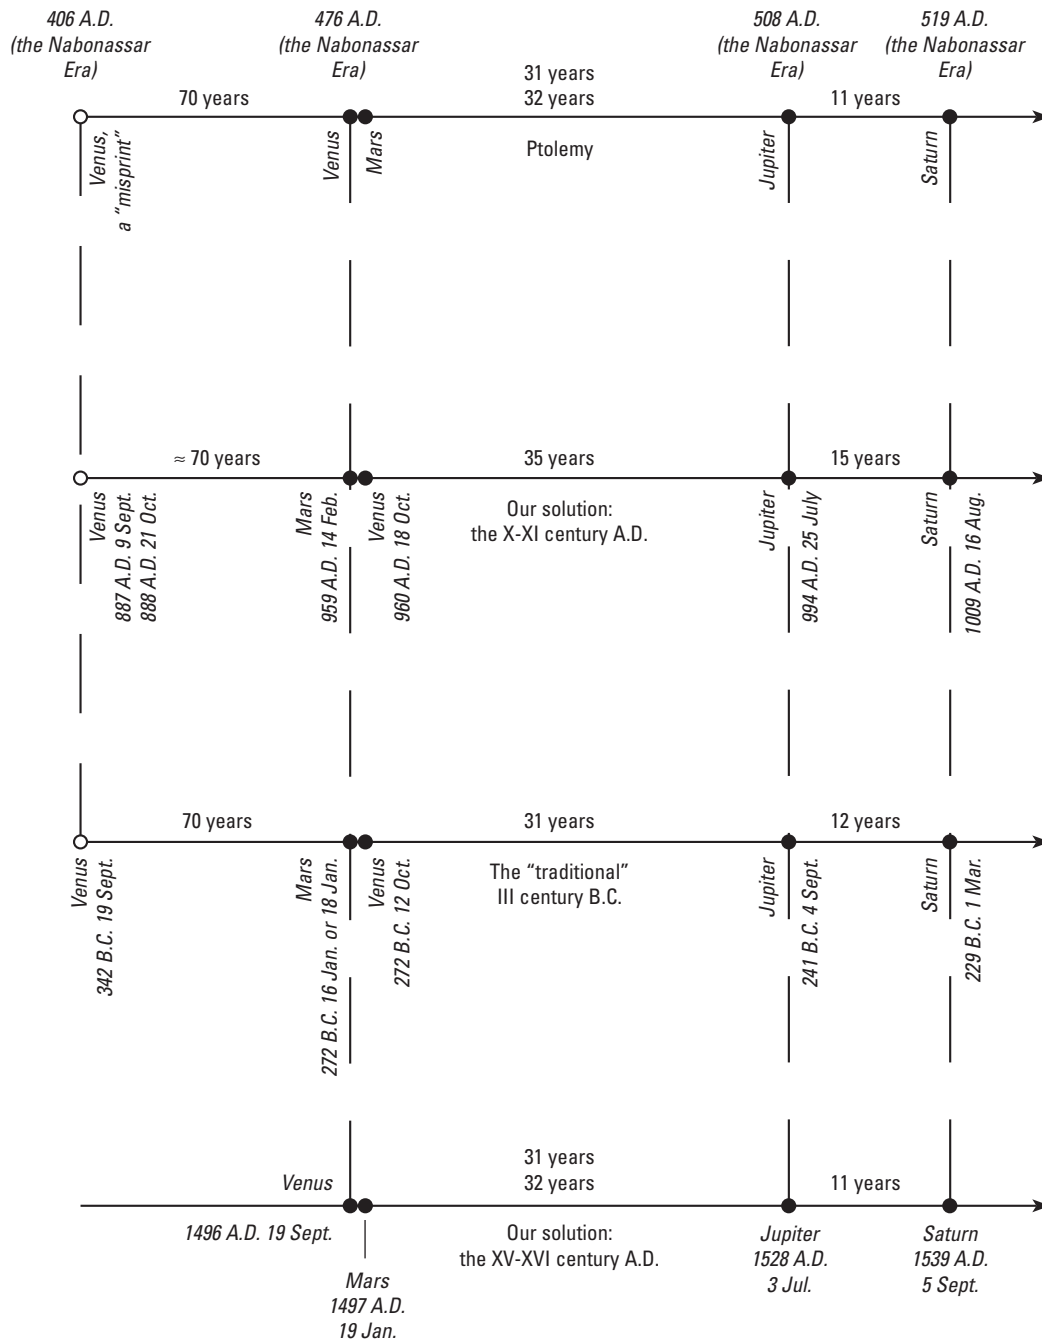 406 A.D.
(the Nabonassar
Era)
476 A.D.
(the Nabonassar
Era)
508 A.D.
(the Nabonassar
Era)
519 A.D.
(the Nabonassar
Era)
70 years
31 years
32 years
11 years
Venus,
a “misprint”
Venus
Mars
Ptolemy
Jupiter
Saturn
≈ 70 years
35 years
15 years
Venus
887 A.D. 9 Sept.
888 A.D. 21 Oct.
Mars
959 A.D. 14 Feb.
Venus
960 A.D. 18 Oct.
Our solution:
the X-XI century A.D.
Jupiter
994 A.D. 25 July
Saturn
1009 A.D. 16 Aug.
70 years
31 years
12 years
Venus
342 B.C. 19 Sept.
Mars
272 B.C. 16 Jan. or 18 Jan.
Venus
272 B.C. 12 Oct.
The “traditional”
III century B.C.
Jupiter
241 B.C. 4 Sept.
Saturn
229 B.C. 1 Mar.
31 years
32 years
11 years
Venus
1496 A.D. 19 Sept.
Mars
1497 A.D.
19 Jan.
Our solution:
the XV-XVI century A.D.
Jupiter
1528 A.D.
3 Jul.
Saturn
1539 A.D.
5 Sept.